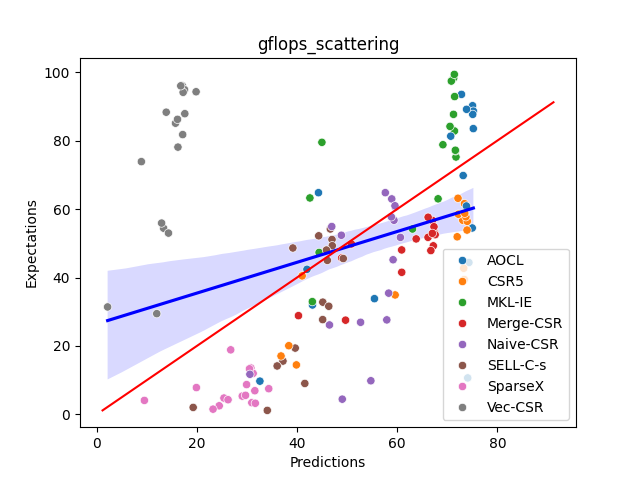 gflops_scattering
Expectations
100
80
60
40
20
0
0 20 40 60 80
Predictions
AOCL
CSR5
MKL-IE
Merge-CSR
Naive-CSR
SELL-C-s
SparseX
Vec-CSR